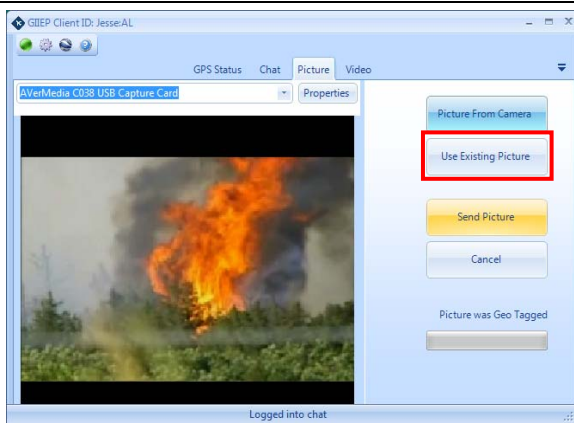 GIIEP Client ID: Jesse:AL
GPS Status Chat Picture Video
AVerMedia C038 USB Capture Card Properties
Picture From Camera
Use Existing Picture
Send Picture
Cancel
Picture was Geo Tagged
Logged into chat